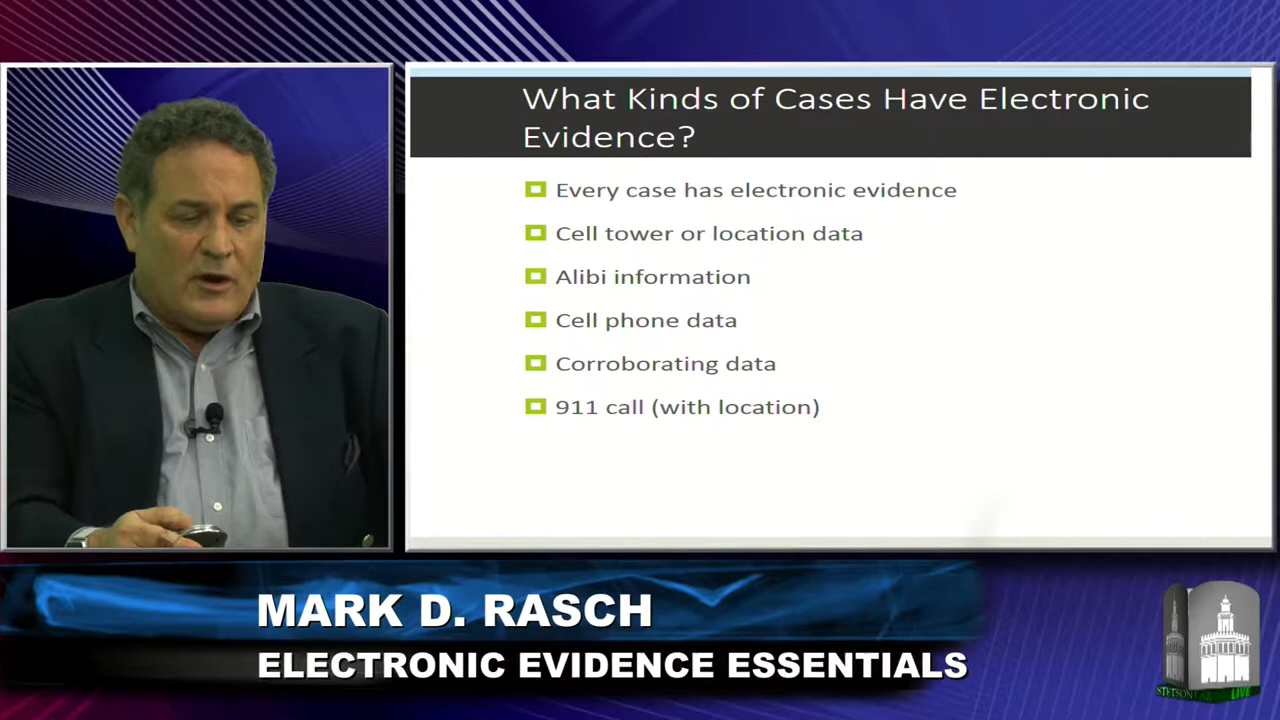 What Kinds of Cases Have Electronic
Evidence?
Every case has electronic evidence
Cell tower or location data
Alibi information
Cell phone data
Corroborating data
911 call (with location)
MARK D. RASCH
ELECTRONIC EVIDENCE ESSENTIALS
LIVE